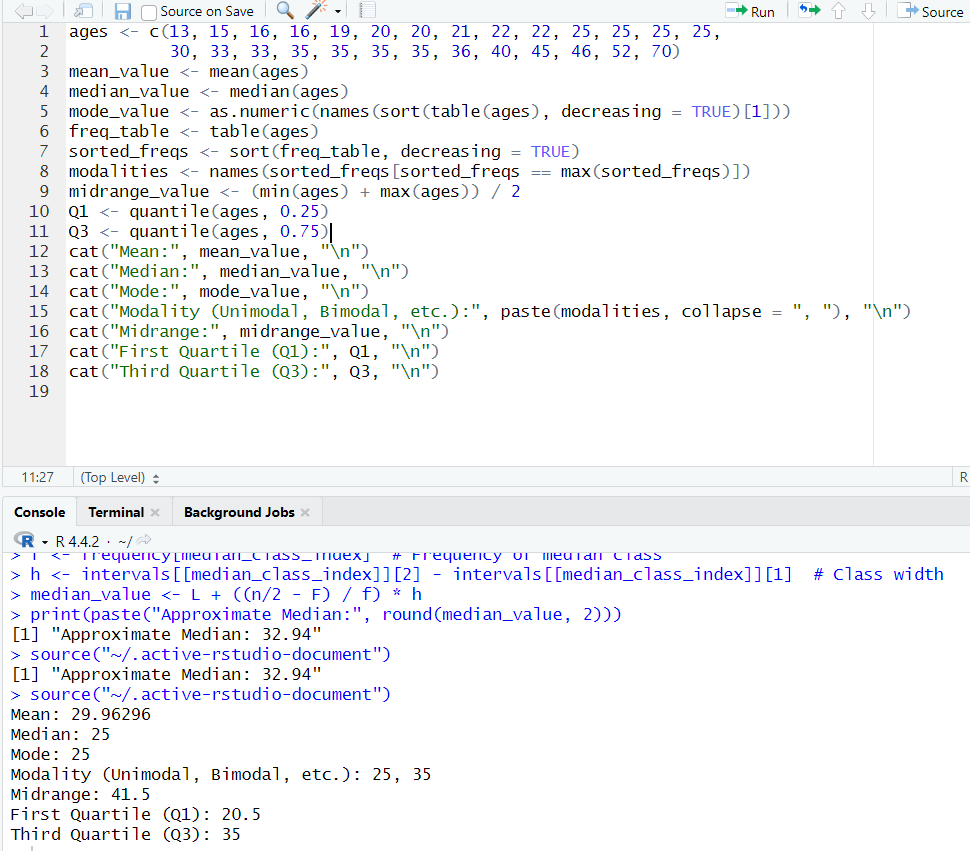 Source on Save
Run
Source
1 ages <- c(13, 15, 16, 16, 19, 20, 20, 21, 22, 22, 25, 25, 25, 25,
2 30, 33, 33, 35, 35, 35, 35, 36, 40, 45, 46, 52, 70)
3 mean_value <- mean(ages)
4 median_value <- median(ages)
5 mode_value <- as.numeric(names(sort(table(ages), decreasing = TRUE)[1]))
6 freq_table <- table(ages)
7 sorted_freqs <- sort(freq_table, decreasing = TRUE)
8 modalities <- names(sorted_freqs[sorted_freqs == max(sorted_freqs)])
9 midrange_value <- (min(ages) + max(ages)) / 2
10 Q1 <- quantile(ages, 0.25)
11 Q3 <- quantile(ages, 0.75)
12 cat("Mean:", mean_value, "\n")
13 cat("Median:", median_value, "\n")
14 cat("Mode:", mode_value, "\n")
15 cat("Modality (Unimodal, Bimodal, etc.):", paste(modalities, collapse = ", "), "\n")
16 cat("Midrange:", midrange_value, "\n")
17 cat("First Quartile (Q1):", Q1, "\n")
18 cat("Third Quartile (Q3):", Q3, "\n")
19
11:27 (Top Level) R
Console Terminal Background Jobs
R R 4.4.2 · ~/
> f <- frequency[median_class_index] # Frequency of median class
> h <- intervals[[median_class_index]][2] - intervals[[median_class_index]][1] # Class width
> median_value <- L + ((n/2 - F) / f) * h
> print(paste("Approximate Median:", round(median_value, 2)))
[1] "Approximate Median: 32.94"
> source("~/.active-rstudio-document")
[1] "Approximate Median: 32.94"
> source("~/.active-rstudio-document")
Mean: 29.96296
Median: 25
Mode: 25
Modality (Unimodal, Bimodal, etc.): 25, 35
Midrange: 41.5
First Quartile (Q1): 20.5
Third Quartile (Q3): 35